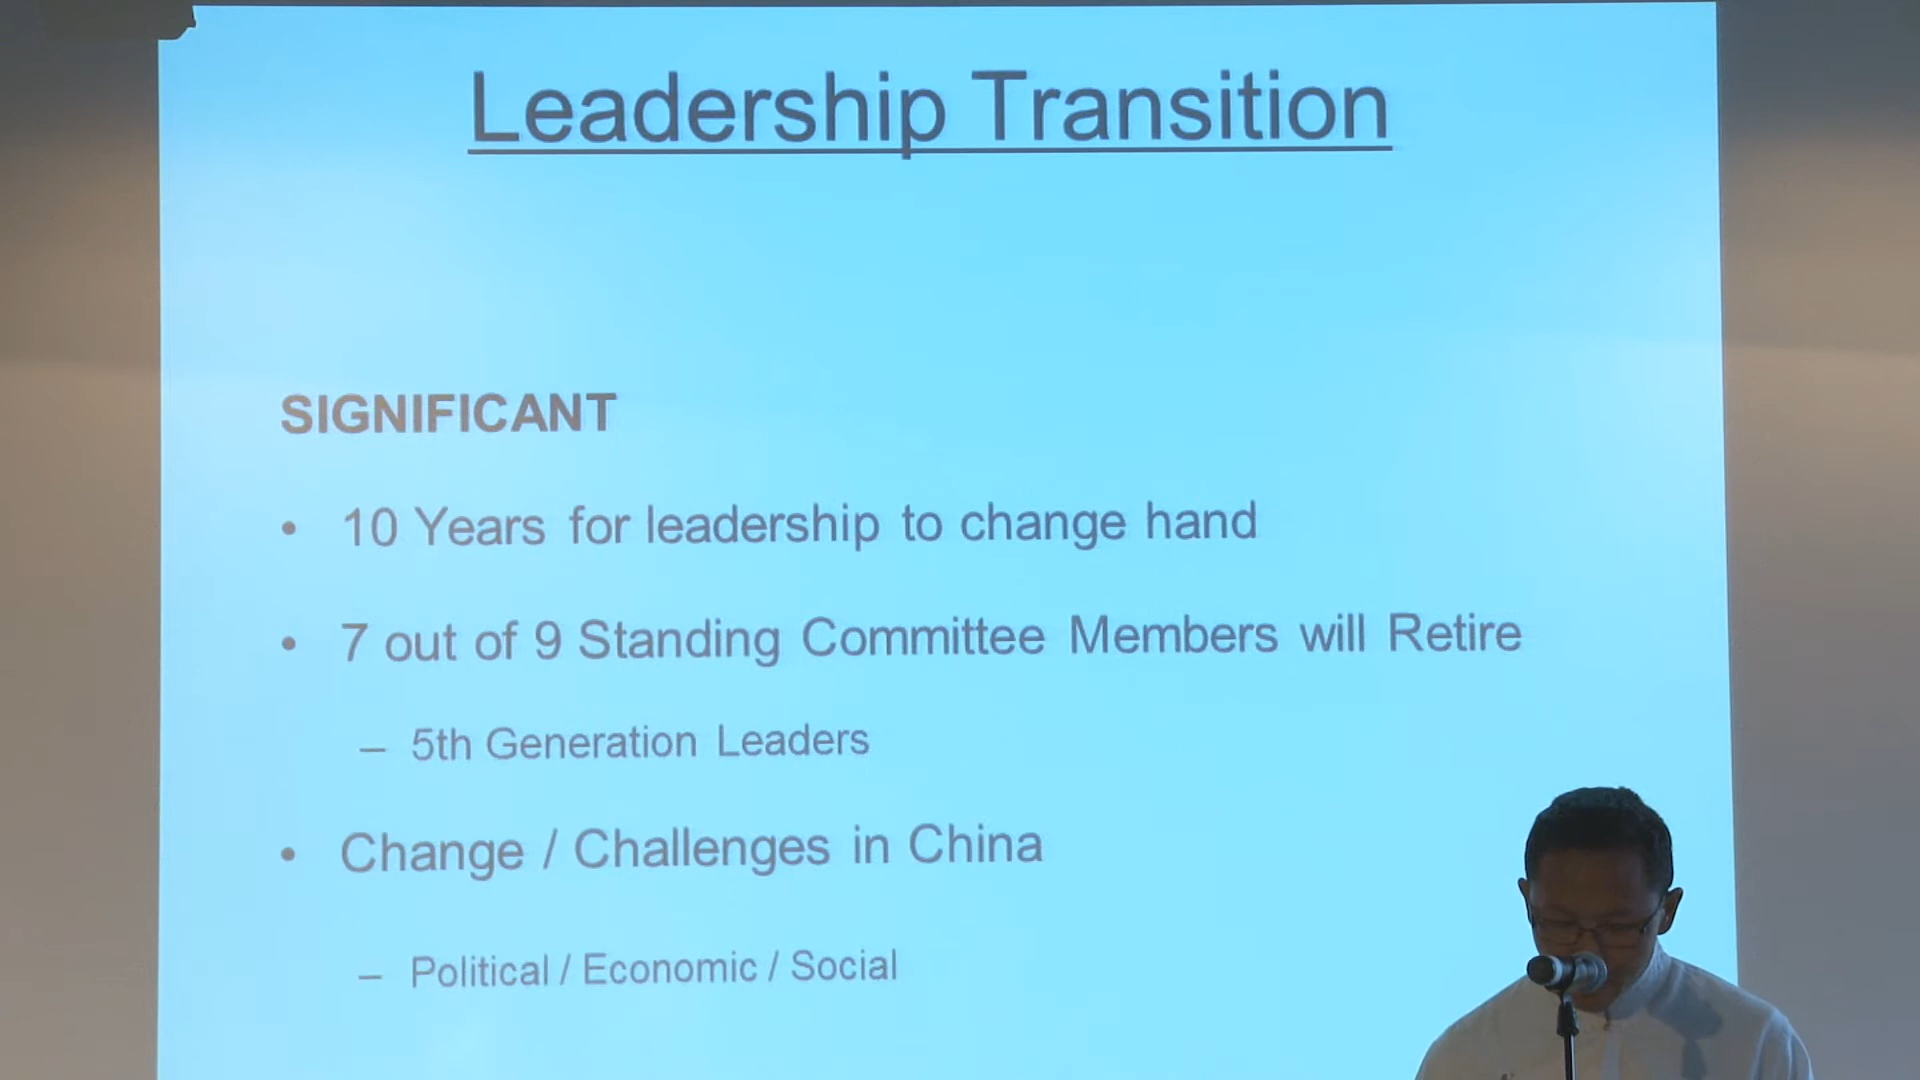 Leadership Transition
SIGNIFICANT
• 10 Years for leadership to change hand
• 7 out of 9 Standing Committee Members will Retire
– 5th Generation Leaders
• Change / Challenges in China
– Political / Economic / Social